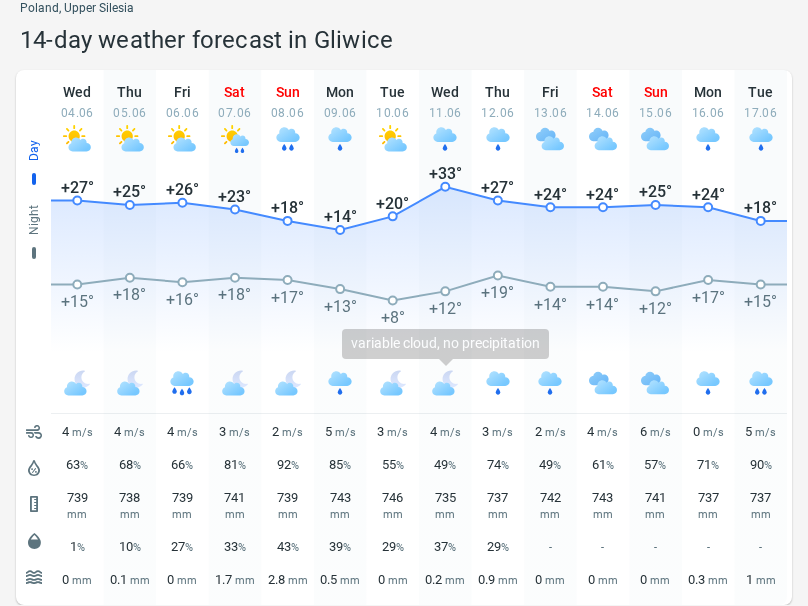 Poland, Upper Silesia
14-day weather forecast in Gliwice
Wed Thu Fri Sat Sun Mon Tue Wed Thu Fri Sat Sun Mon Tue
04.06 05.06 06.06 07.06 08.06 09.06 10.06 11.06 12.06 13.06 14.06 15.06 16.06 17.06
Day
Night
+27° +25° +26° +23° +18° +14° +20° +33° +27° +24° +24° +25° +24° +18°
+15° +18° +16° +18° +17° +13° +8° +12° +19° +14° +14° +12° +17° +15°
variable cloud, no precipitation
4 m/s 4 m/s 4 m/s 3 m/s 2 m/s 5 m/s 3 m/s 4 m/s 3 m/s 2 m/s 4 m/s 6 m/s 0 m/s 5 m/s
63% 68% 66% 81% 92% 85% 55% 49% 74% 49% 61% 57% 71% 90%
739 738 739 741 739 743 746 735 737 742 743 741 737 737
mm mm mm mm mm mm mm mm mm mm mm mm mm mm
1% 10% 27% 33% 43% 39% 29% 37% 29% - - - - -
0 mm 0.1 mm 0 mm 1.7 mm 2.8 mm 0.5 mm 0 mm 0.2 mm 0.9 mm 0 mm 0 mm 0 mm 0.3 mm 1 mm